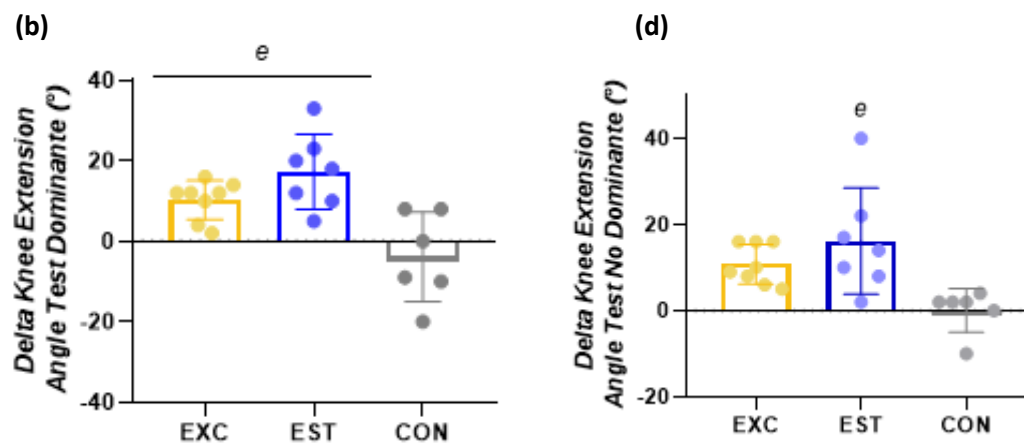 (b)
e
Delta Knee Extension
Angle Test Dominante (°)
40
20
0
-20
-40
EXC EST CON
(d)
e
Delta Knee Extension
Angle Test No Dominante (°)
40
20
0
-20
EXC EST CON